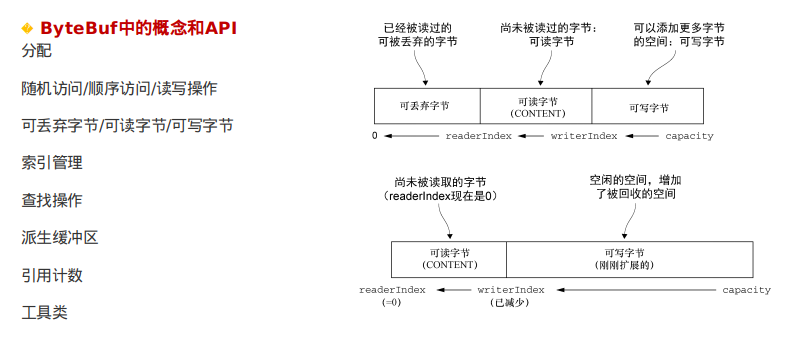 ByteBuf中的概念和API
分配
随机访问/顺序访问/读写操作
可丢弃字节/可读字节/可写字节
索引管理
查找操作
派生缓冲区
引用计数
工具类
已经被读过的
可被丢弃的字节
尚未被读过的字节：
可读字节
可以添加更多字节
的空间：可写字节
可丢弃字节
可读字节
(CONTENT)
可写字节
0 readerIndex writerIndex capacity
尚未被读取的字节
（readerIndex现在是0）
空闲的空间，增加
了被回收的空间
可读字节
(CONTENT)
可写字节
(刚刚扩展的)
readerIndex writerIndex capacity
(=0) (已减少)